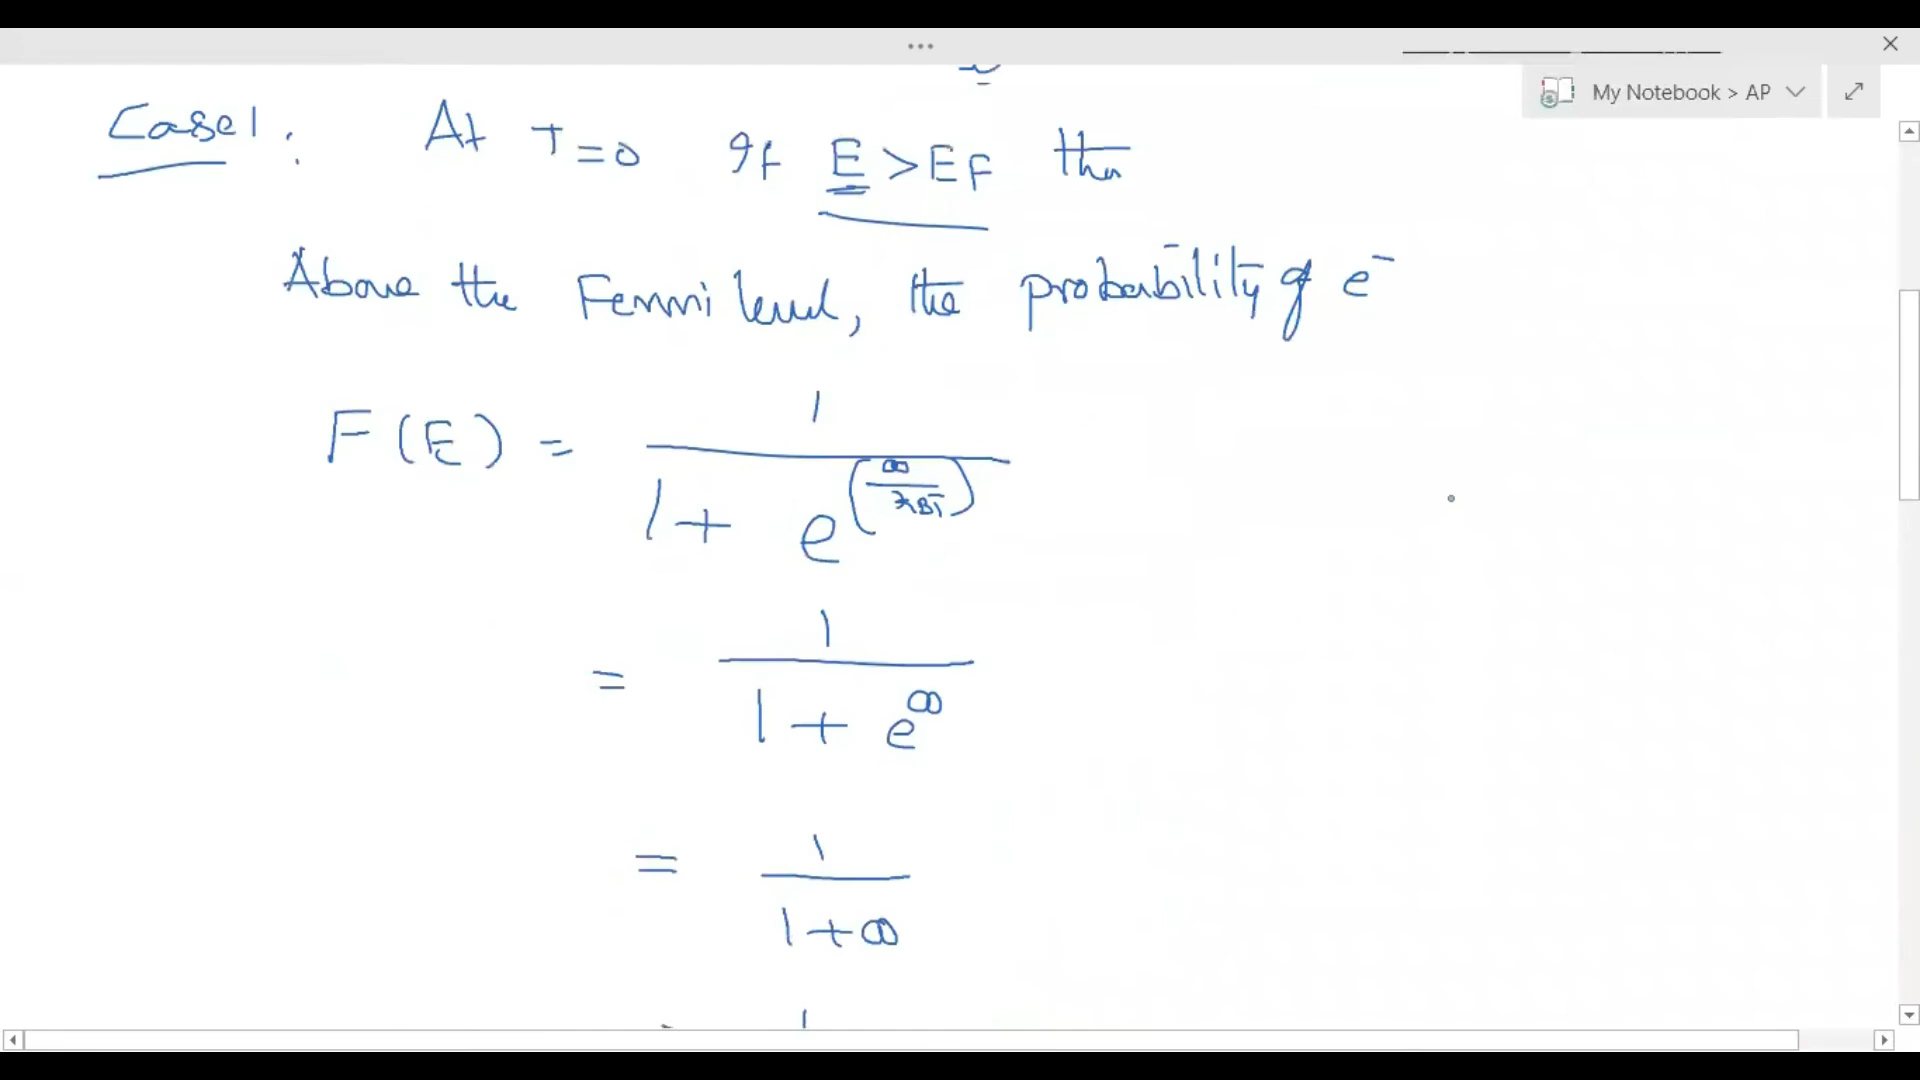 ...
My Notebook > AP
Case 1 : At T = 0 If E > EF then
Above the Fermi level, the probability of e⁻
F(E) = 1 / (1 + e^(∞/KBT))
= 1 / (1 + e^∞)
= 1 / (1 + ∞)
1